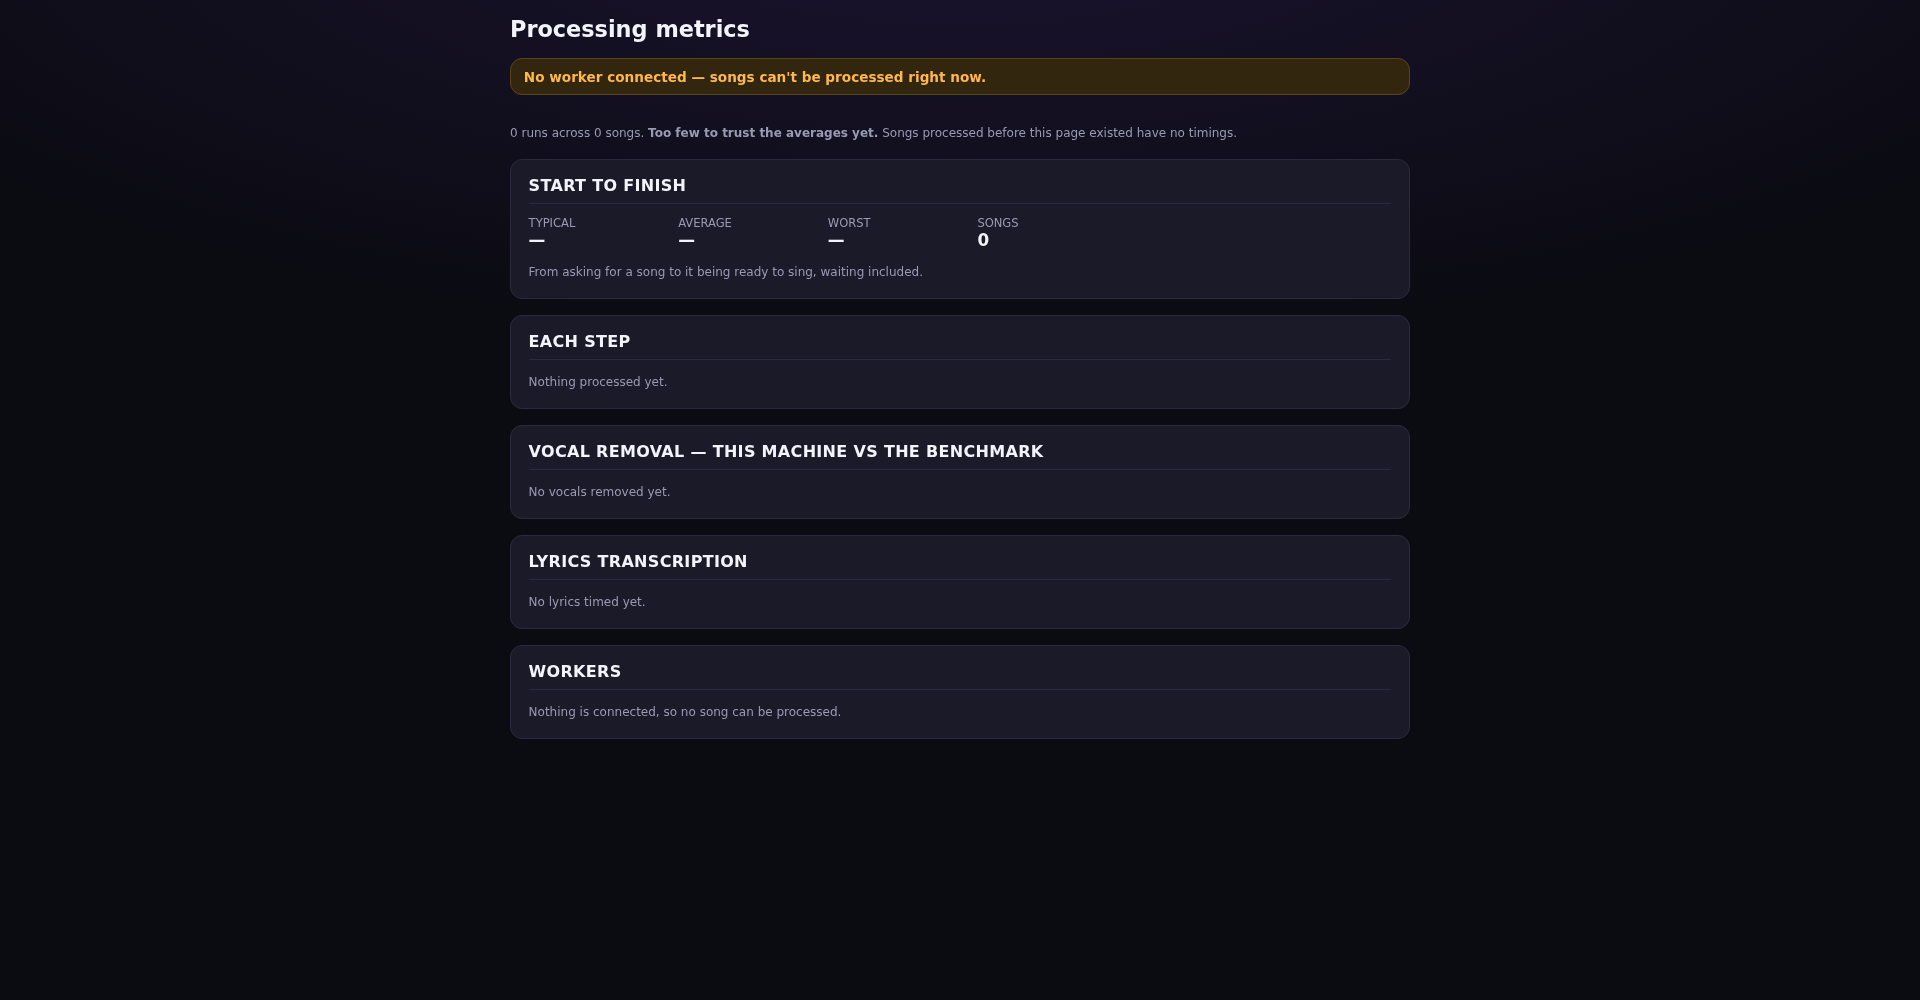 Processing metrics
No worker connected — songs can't be processed right now.
0 runs across 0 songs. Too few to trust the averages yet. Songs processed before this page existed have no timings.
START TO FINISH
TYPICAL AVERAGE WORST SONGS
— — — 0
From asking for a song to it being ready to sing, waiting included.
EACH STEP
Nothing processed yet.
VOCAL REMOVAL — THIS MACHINE VS THE BENCHMARK
No vocals removed yet.
LYRICS TRANSCRIPTION
No lyrics timed yet.
WORKERS
Nothing is connected, so no song can be processed.